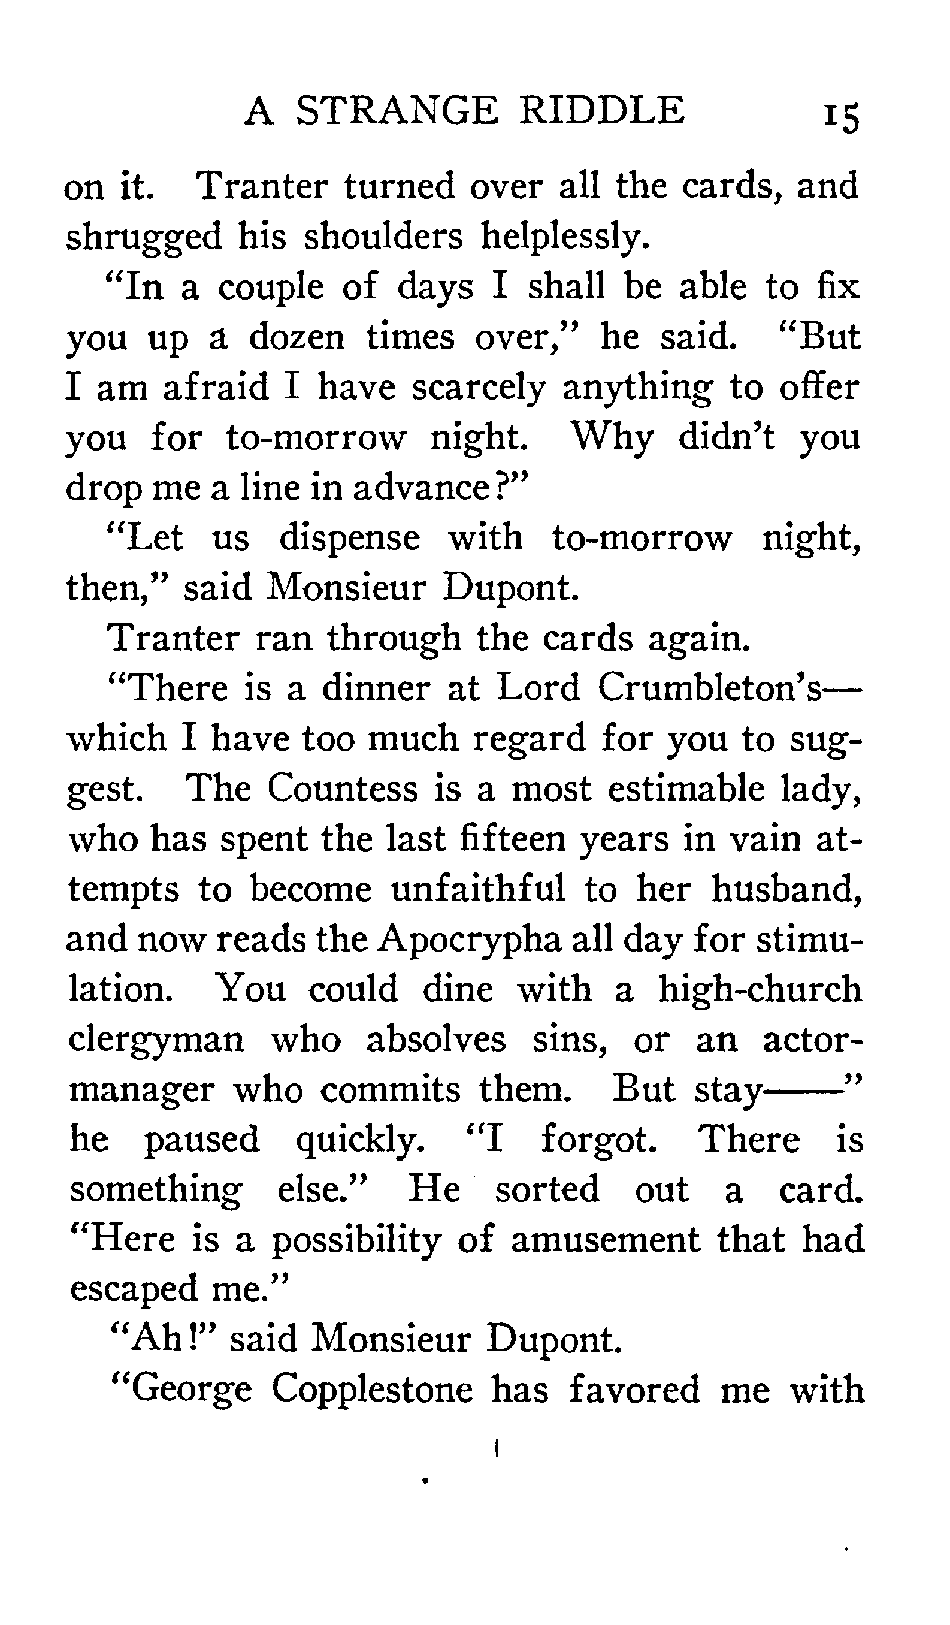 A STRANGE RIDDLE 15
on it. Tranter turned over all the cards, and
shrugged his shoulders helplessly.
"In a couple of days I shall be able to fix
you up a dozen times over," he said. "But
I am afraid I have scarcely anything to offer
you for to-morrow night. Why didn't you
drop me a line in advance?"
"Let us dispense with to-morrow night,
then," said Monsieur Dupont.
Tranter ran through the cards again.
"There is a dinner at Lord Crumbleton's—
which I have too much regard for you to sug-
gest. The Countess is a most estimable lady,
who has spent the last fifteen years in vain at-
tempts to become unfaithful to her husband,
and now reads the Apocrypha all day for stimu-
lation. You could dine with a high-church
clergyman who absolves sins, or an actor-
manager who commits them. But stay——"
he paused quickly. "I forgot. There is
something else." He sorted out a card.
"Here is a possibility of amusement that had
escaped me."
"Ah!" said Monsieur Dupont.
"George Copplestone has favored me with